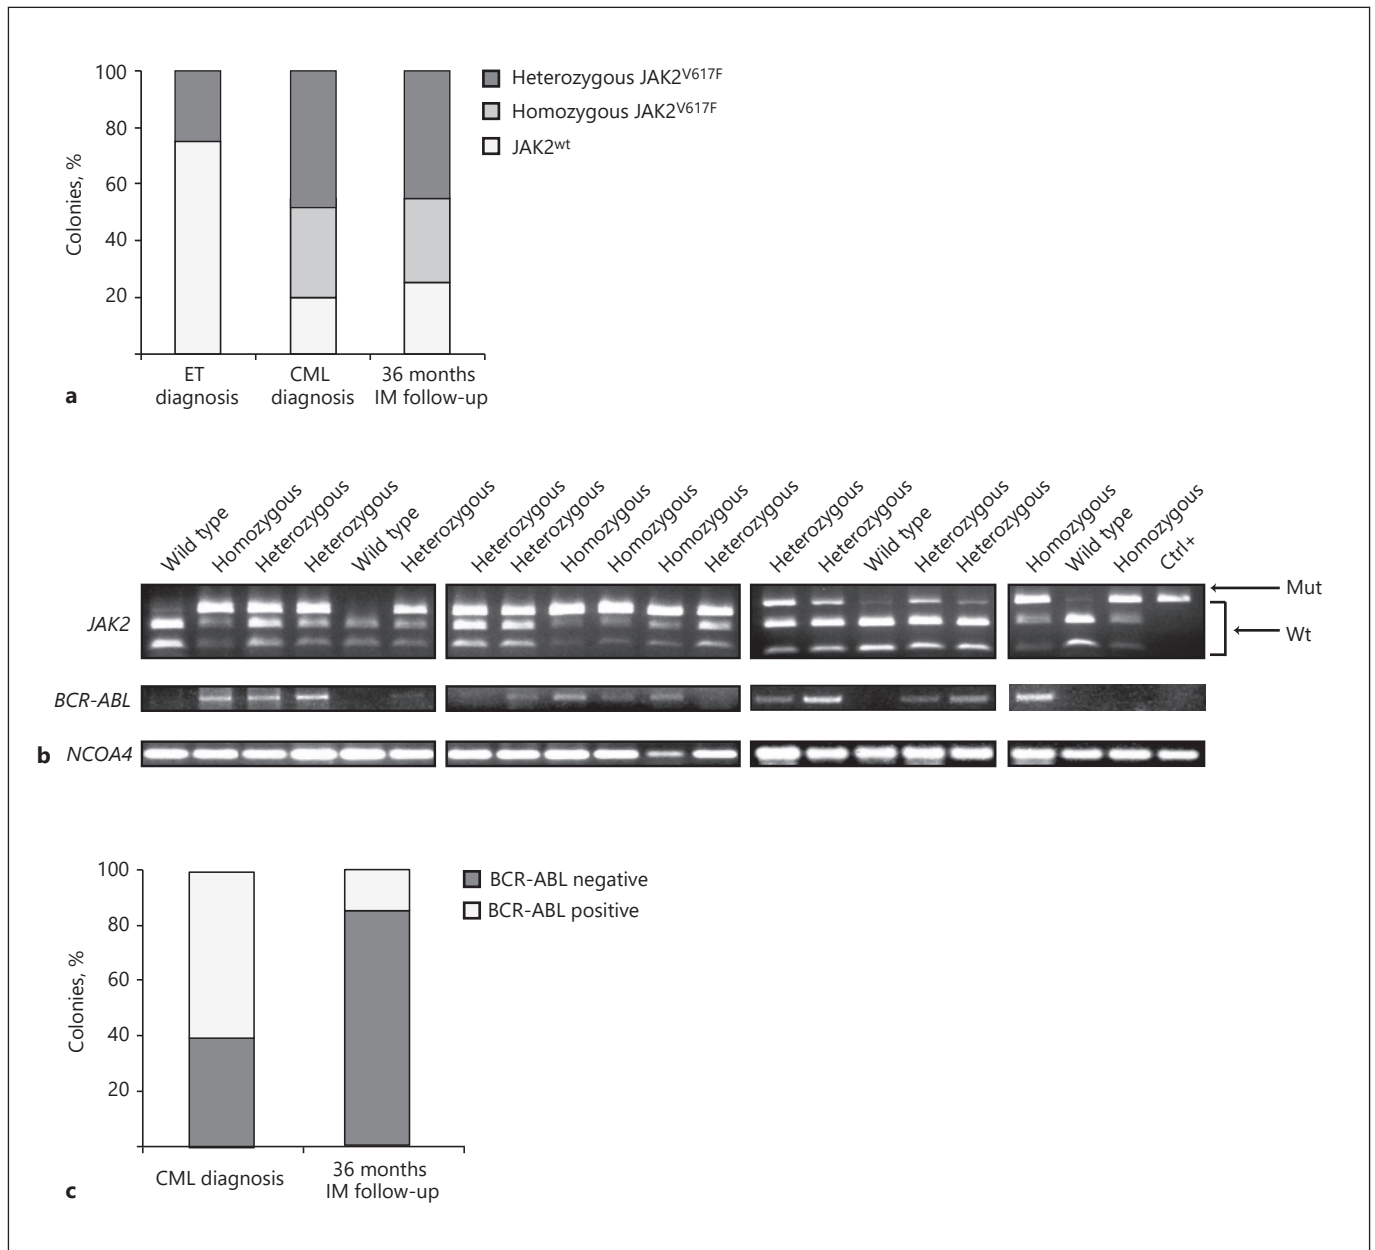 100
80
60
40
20
Colonies, %
Heterozygous JAK2V617F
Homozygous JAK2V617F
JAK2wt
ET diagnosis
CML diagnosis
36 months IM follow-up
a
Wild type
Homozygous
Heterozygous
Heterozygous
Wild type
Heterozygous
Heterozygous
Heterozygous
Homozygous
Homozygous
Homozygous
Heterozygous
Heterozygous
Heterozygous
Wild type
Heterozygous
Heterozygous
Homozygous
Wild type
Homozygous
Ctrl+
JAK2
Mut
Wt
BCR-ABL
b NCOA4
100
80
60
40
20
Colonies, %
BCR-ABL negative
BCR-ABL positive
CML diagnosis
36 months
IM follow-up
c